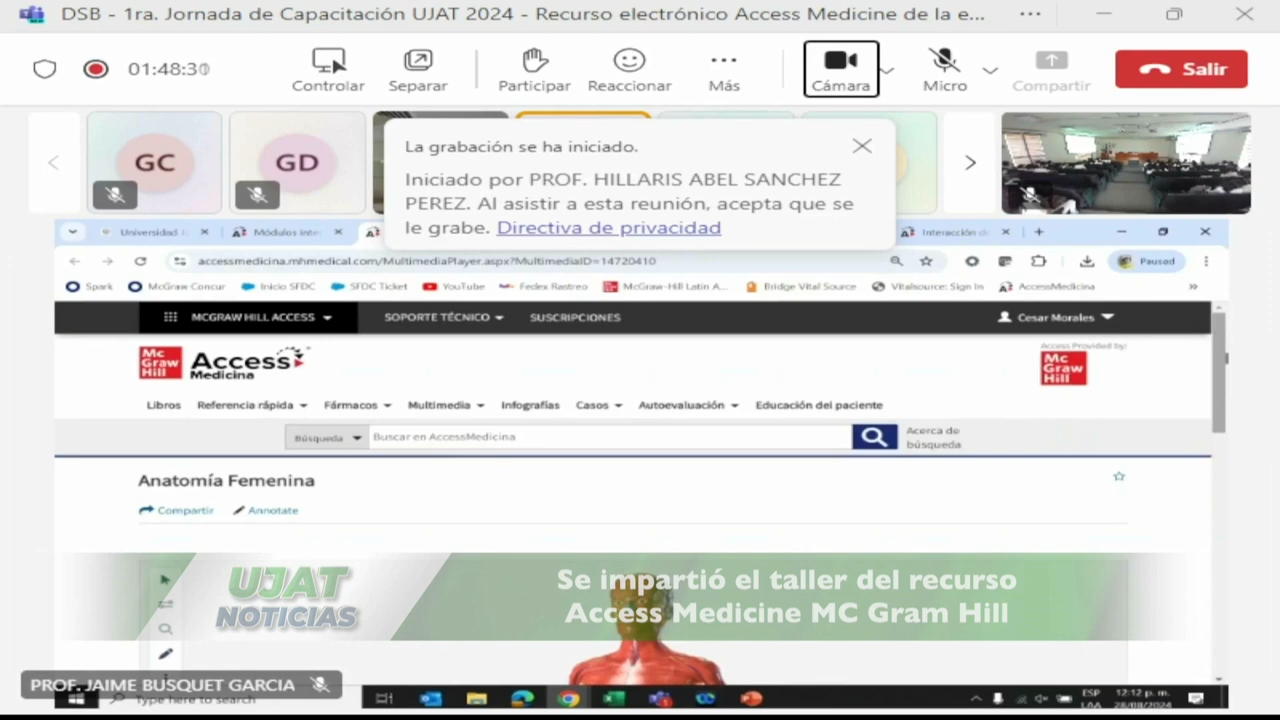 DSB - 1ra. Jornada de Capacitación UJAT 2024 - Recurso electrónico Access Medicine de la e...
01:48:30
Controlar
Separar
Participar
Reaccionar
Más
Cámara
Micro
Compartir
Salir
GC
GD
La grabación se ha iniciado.
Iniciado por PROF. HILLARIS ABEL SANCHEZ
PEREZ. Al asistir a esta reunión, acepta que se
le grabe. Directiva de privacidad
Universidad
Módulos inte
Interacción d
accessmedicina.mhmedical.com/MultimediaPlayer.aspx?MultimediaID=14720410
Paused
Spark
McGraw Concur
Inicio SFDC
SFDC Ticket
YouTube
Fedex Rastreo
McGraw-Hill Latin A...
Bridge Vital Source
Vitalsource: Sign In
AccessMedicina
MCGRAW HILL ACCESS
SOPORTE TÉCNICO
SUSCRIPCIONES
Cesar Morales
Mc
Graw
Hill
Access
Medicina
Access Provided by:
Mc
Graw
Hill
Libros
Referencia rápida
Fármacos
Multimedia
Infografías
Casos
Autoevaluación
Educación del paciente
Búsqueda
Buscar en AccessMedicina
Acerca de
búsqueda
Anatomía Femenina
Compartir
Annotate
UJAT
NOTICIAS
Se impartió el taller del recurso
Access Medicine MC Gram Hill
PROF. JAIME BUSQUET GARCIA
Type here to search
ESP
LAA
12:12 p. m.
28/08/2024